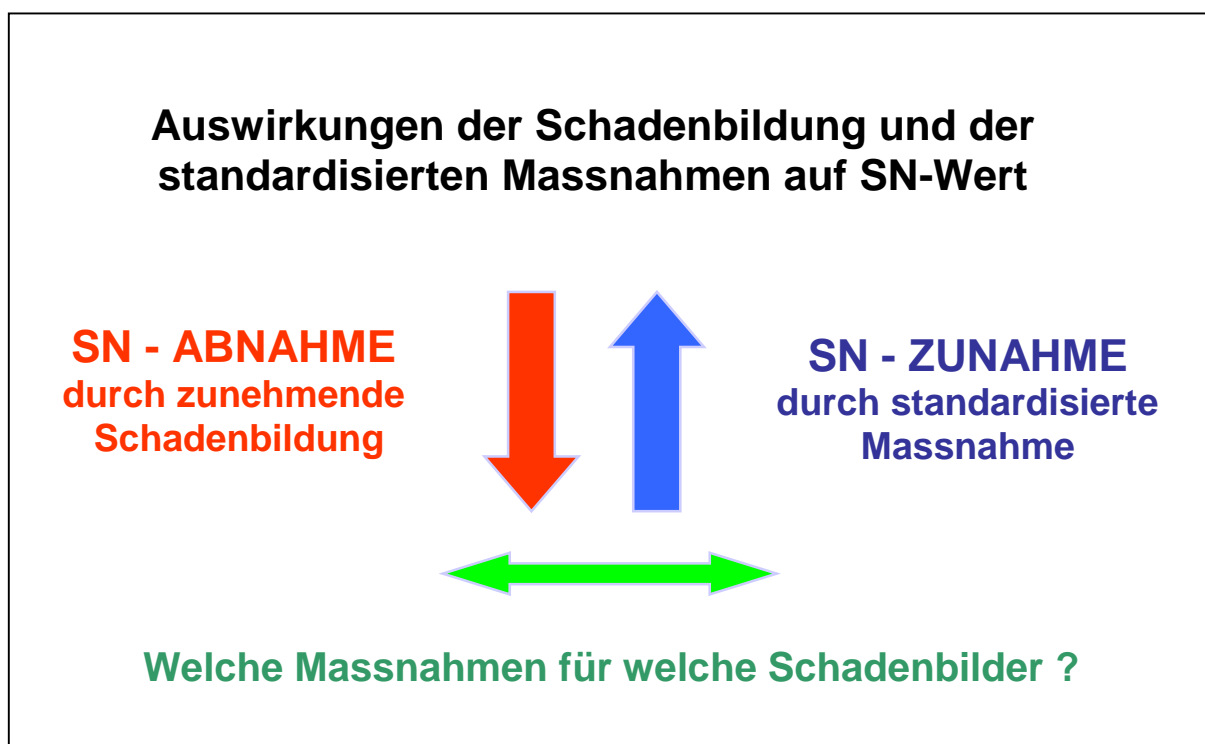 Auswirkungen der Schadenbildung und der
standardisierten Massnahmen auf SN-Wert
SN - ABNAHME
durch zunehmende
Schadenbildung
SN - ZUNAHME
durch standardisierte
Massnahme
Welche Massnahmen für welche Schadenbilder ?